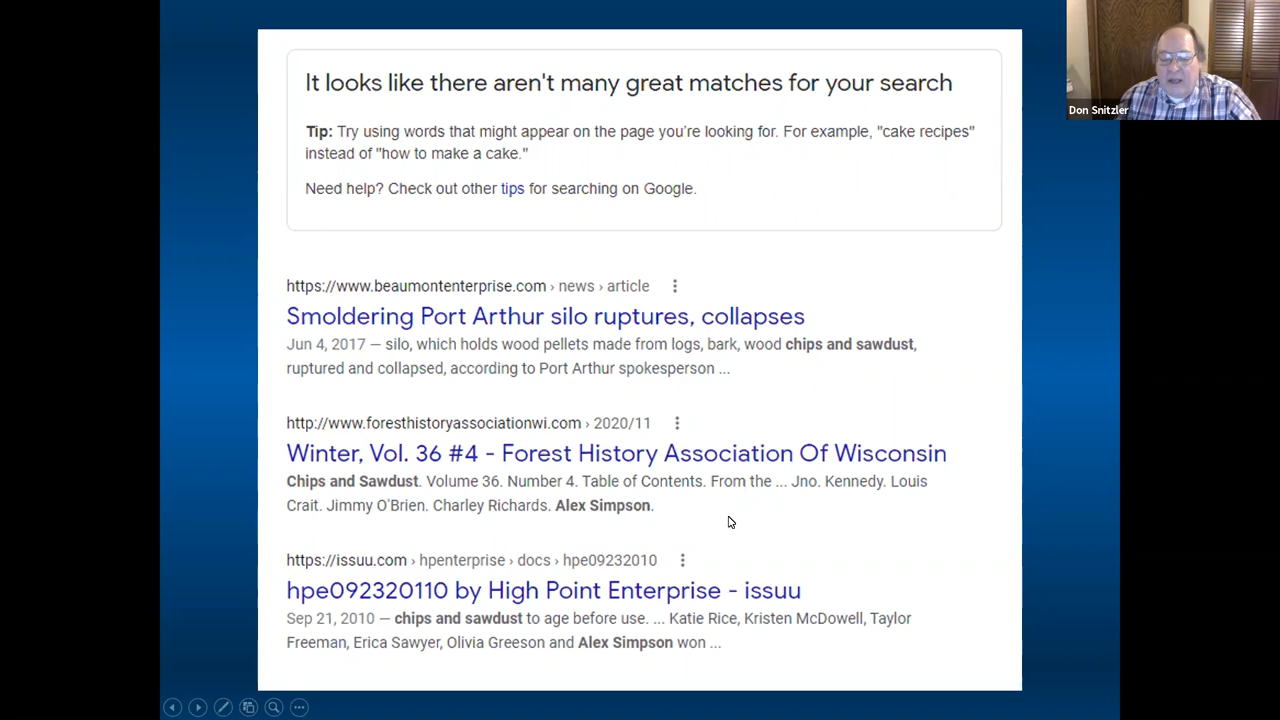 It looks like there aren't many great matches for your search
Tip: Try using words that might appear on the page you're looking for. For example, "cake recipes"
instead of "how to make a cake."
Need help? Check out other tips for searching on Google.
https://www.beaumontenterprise.com › news › article
Smoldering Port Arthur silo ruptures, collapses
Jun 4, 2017 — silo, which holds wood pellets made from logs, bark, wood chips and sawdust,
ruptured and collapsed, according to Port Arthur spokesperson ...
http://www.foresthistoryassociationwi.com › 2020/11
Winter, Vol. 36 #4 - Forest History Association Of Wisconsin
Chips and Sawdust. Volume 36. Number 4. Table of Contents. From the ... Jno. Kennedy. Louis
Crait. Jimmy O'Brien. Charley Richards. Alex Simpson.
https://issuu.com › hpenterprise › docs › hpe09232010
hpe092320110 by High Point Enterprise - issuu
Sep 21, 2010 — chips and sawdust to age before use. ... Katie Rice, Kristen McDowell, Taylor
Freeman, Erica Sawyer, Olivia Greeson and Alex Simpson won ...
Don Snitzler